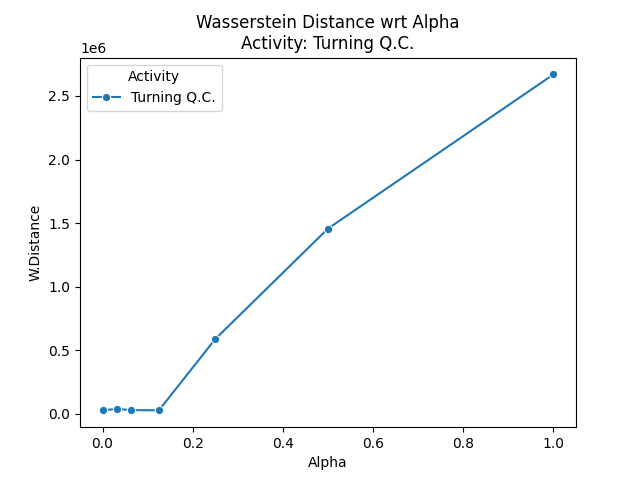 Wasserstein Distance wrt Alpha
Activity: Turning Q.C.
1e6
Activity
Turning Q.C.
2.5
2.0
1.5
1.0
0.5
0.0
W.Distance
0.0 0.2 0.4 0.6 0.8 1.0
Alpha